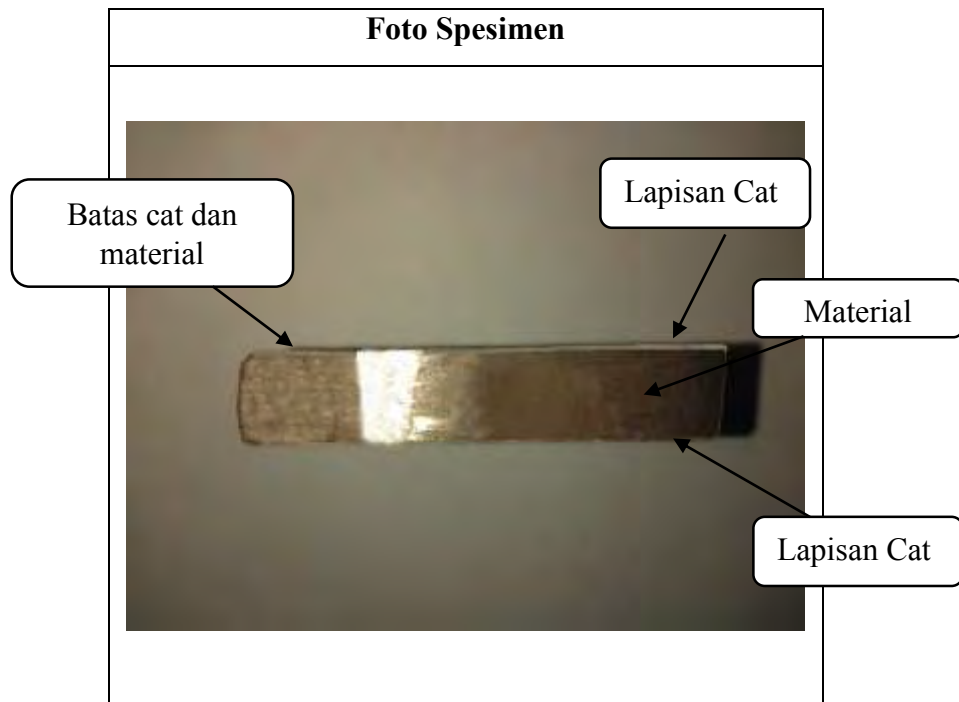 Foto Spesimen
Batas cat dan
material
Lapisan Cat
Material
Lapisan Cat